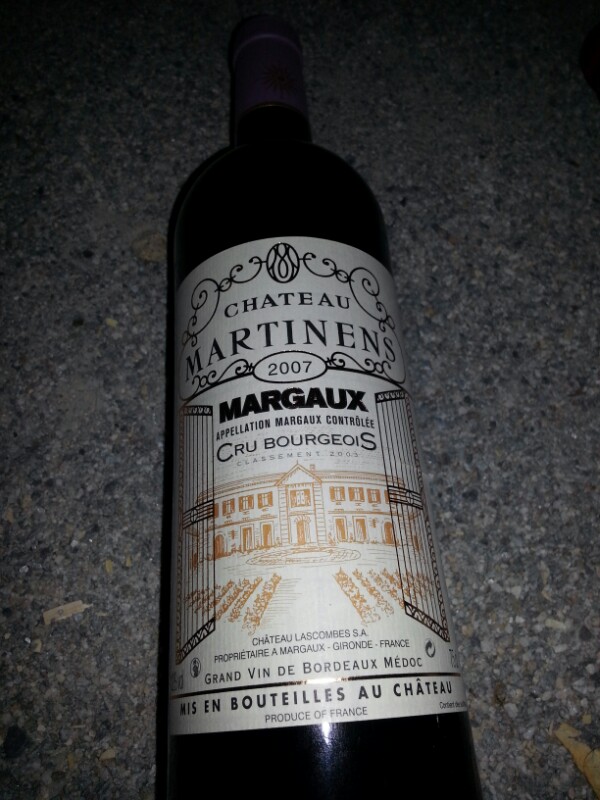 CHATEAU
MARTINENS
2007
MARGAUX
APPELLATION MARGAUX CONTRÔLÉE
CRU BOURGEOIS
CLASSEMENT 2003
CHÂTEAU LASCOMBES S.A.
PROPRIÉTAIRE A MARGAUX - GIRONDE - FRANCE
GRAND VIN DE BORDEAUX MÉDOC
MIS EN BOUTEILLES AU CHÂTEAU
PRODUCE OF FRANCE